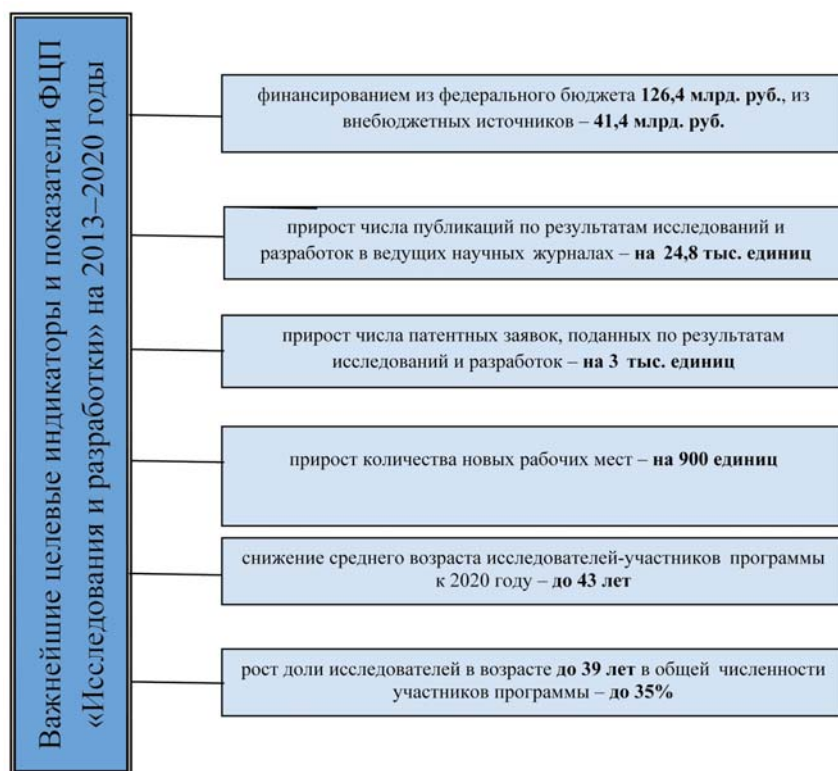 Важнейшие целевые индикаторы и показатели ФЦП
«Исследования и разработки» на 2013–2020 годы
финансированием из федерального бюджета 126,4 млрд. руб., из
внебюджетных источников – 41,4 млрд. руб.
прирост числа публикаций по результатам исследований и
разработок в ведущих научных журналах – на 24,8 тыс. единиц
прирост числа патентных заявок, поданных по результатам
исследований и разработок – на 3 тыс. единиц
прирост количества новых рабочих мест – на 900 единиц
снижение среднего возраста исследователей-участников программы
к 2020 году – до 43 лет
рост доли исследователей в возрасте до 39 лет в общей численности
участников программы – до 35%